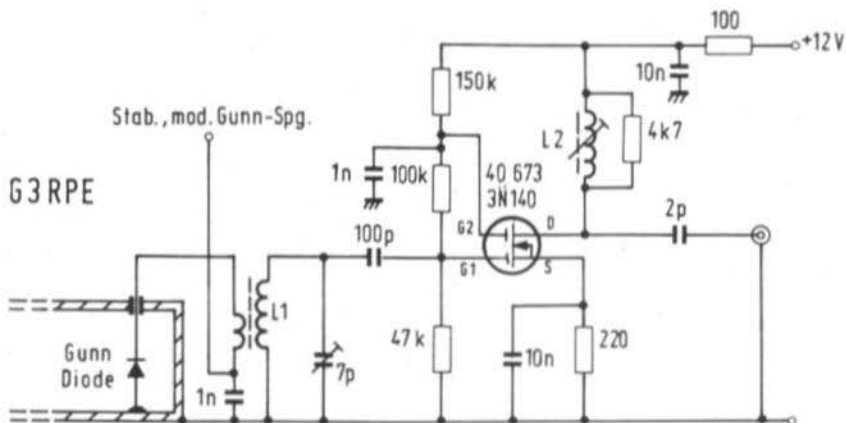 100
+12V
10n
150k
Stab.,mod.Gunn-Spg.
L2
4k7
1n
100k
40 673
3N140
G3RPE
G2
D
2p
100p
G1
S
L1
Gunn
Diode
7p
47k
10n
220
1n